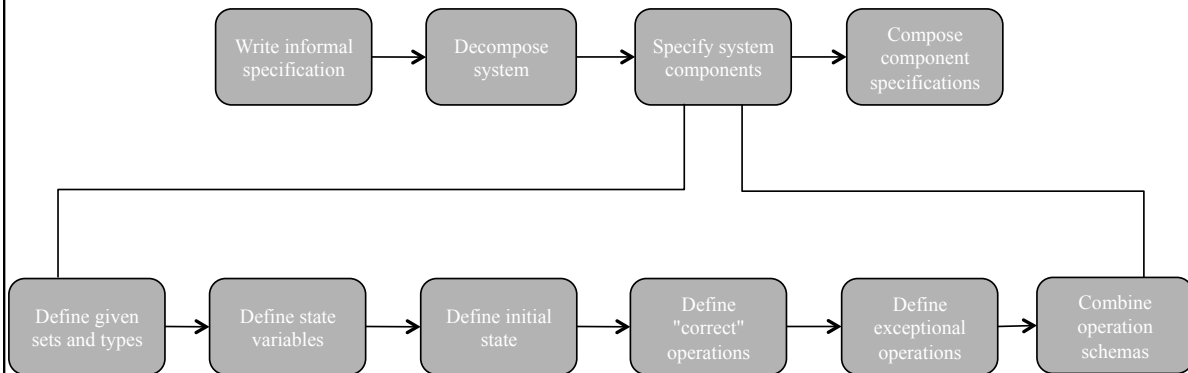 Write informal
specification
Decompose
system
Specify system
components
Compose
component
specifications
Define given
sets and types
Define state
variables
Define initial
state
Define
"correct"
operations
Define
exceptional
operations
Combine
operation
schemas